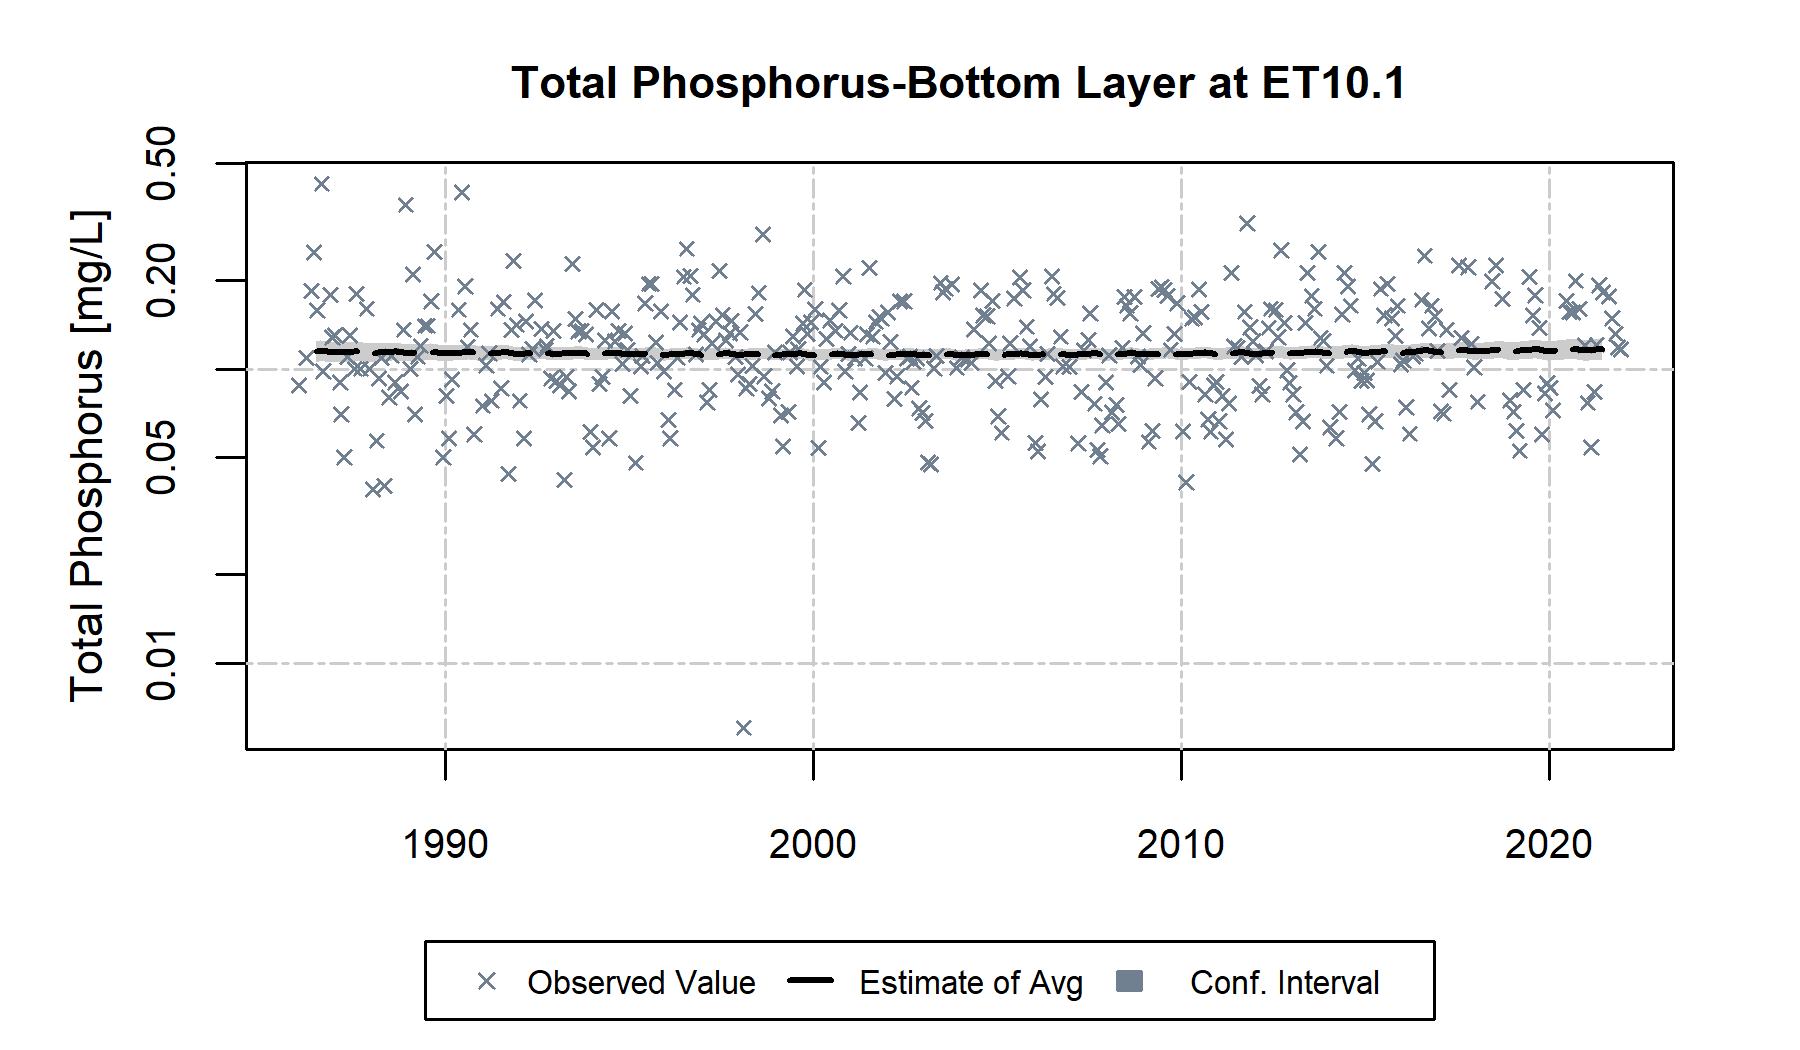 Total Phosphorus-Bottom Layer at ET10.1
Total Phosphorus [mg/L]
0.50
0.20
0.05
0.01
1990 2000 2010 2020
Observed Value Estimate of Avg Conf. Interval